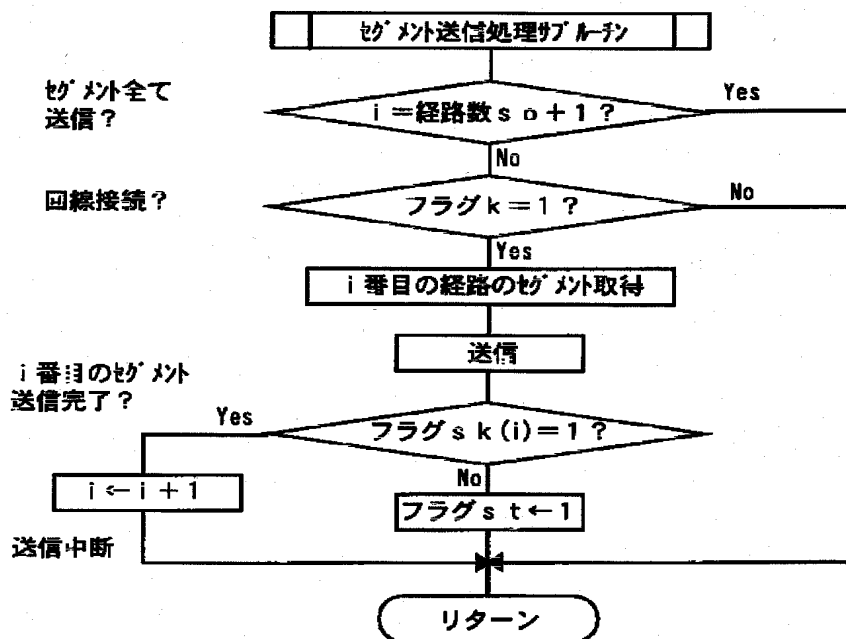 ｾｸﾞﾒﾝﾄ送信処理ｻﾌﾞﾙｰﾁﾝ
ｾｸﾞﾒﾝﾄ全て
送信？
i＝経路数ｓｏ＋１？
Yes
No
回線接続？
フラグｋ＝１？
No
Yes
i番目の経路のｾｸﾞﾒﾝﾄ取得
送信
i番目のｾｸﾞﾒﾝﾄ
送信完了？
Yes
フラグｓｋ(i)＝１？
No
i←i＋１
フラグｓｔ←１
送信中断
リターン